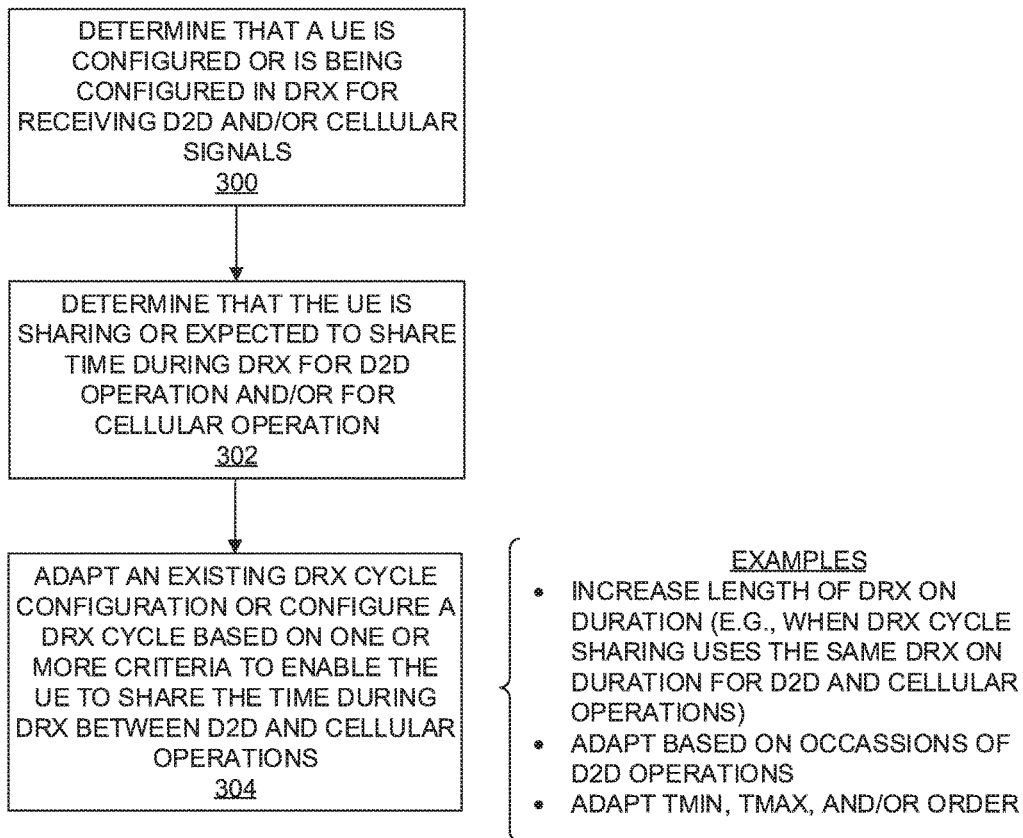 DETERMINE THAT A UE IS
CONFIGURED OR IS BEING
CONFIGURED IN DRX FOR
RECEIVING D2D AND/OR CELLULAR
SIGNALS
300
DETERMINE THAT THE UE IS
SHARING OR EXPECTED TO SHARE
TIME DURING DRX FOR D2D
OPERATION AND/OR FOR
CELLULAR OPERATION
302
ADAPT AN EXISTING DRX CYCLE
CONFIGURATION OR CONFIGURE A
DRX CYCLE BASED ON ONE OR
MORE CRITERIA TO ENABLE THE
UE TO SHARE THE TIME DURING
DRX BETWEEN D2D AND CELLULAR
OPERATIONS
304
EXAMPLES
• INCREASE LENGTH OF DRX ON
DURATION (E.G., WHEN DRX CYCLE
SHARING USES THE SAME DRX ON
DURATION FOR D2D AND CELLULAR
OPERATIONS)
• ADAPT BASED ON OCCASSIONS OF
D2D OPERATIONS
• ADAPT TMIN, TMAX, AND/OR ORDER